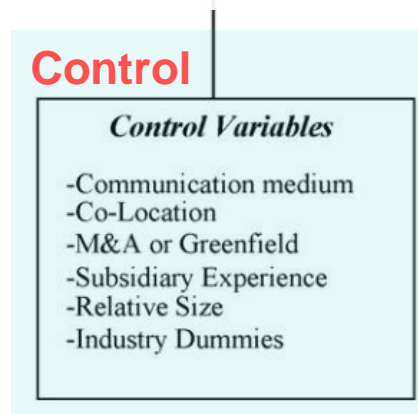 Control
Control Variables
-Communication medium
-Co-Location
-M&A or Greenfield
-Subsidiary Experience
-Relative Size
-Industry Dummies